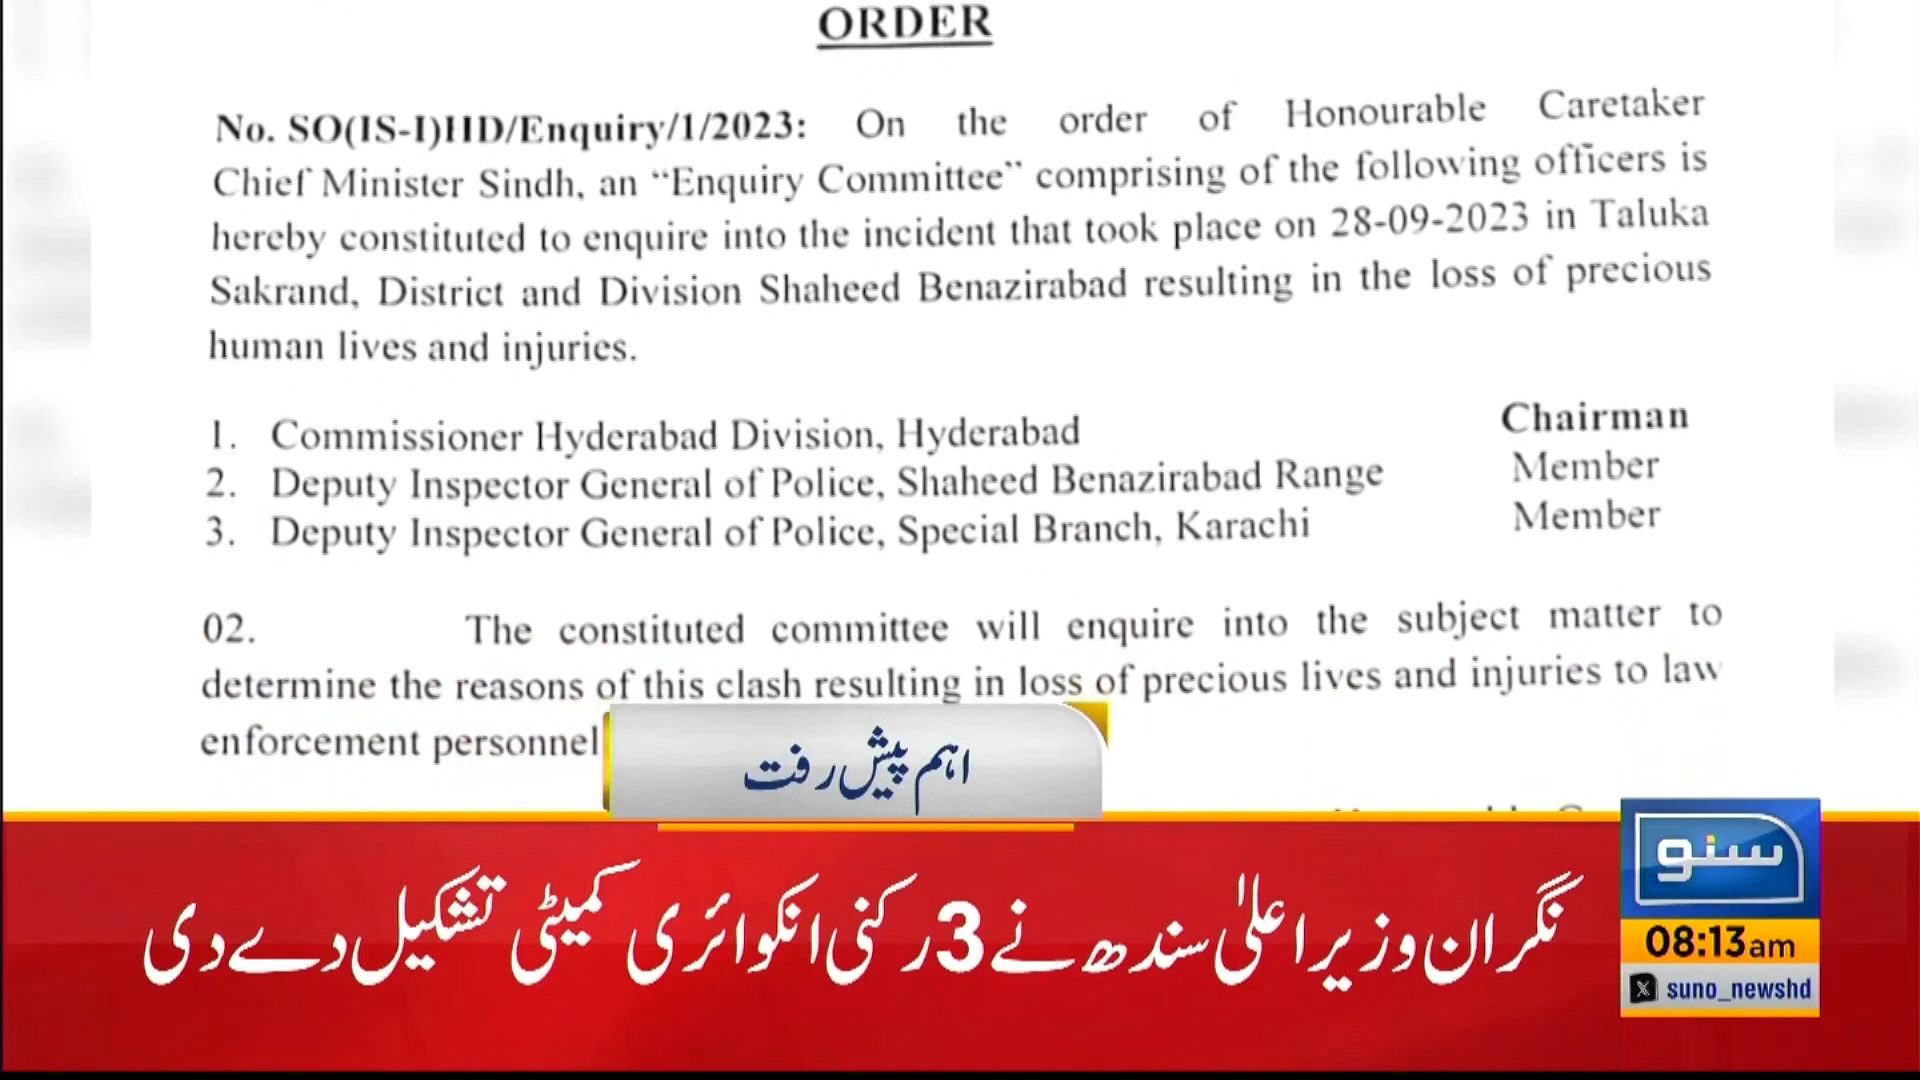 ORDER
No. SO(IS-I)HD/Enquiry/1/2023: On the order of Honourable Caretaker
Chief Minister Sindh, an “Enquiry Committee” comprising of the following officers is
hereby constituted to enquire into the incident that took place on 28-09-2023 in Taluka
Sakrand, District and Division Shaheed Benazirabad resulting in the loss of precious
human lives and injuries.
1. Commissioner Hyderabad Division, Hyderabad Chairman
2. Deputy Inspector General of Police, Shaheed Benazirabad Range Member
3. Deputy Inspector General of Police, Special Branch, Karachi Member
02. The constituted committee will enquire into the subject matter to
determine the reasons of this clash resulting in loss of precious lives and injuries to law
enforcement personnel
اہم پیش رفت
نگران وزیراعلیٰ سندھ نے 3 رکنی انکوائری کمیٹی تشکیل دے دی
سنو
08:13am
suno_newshd